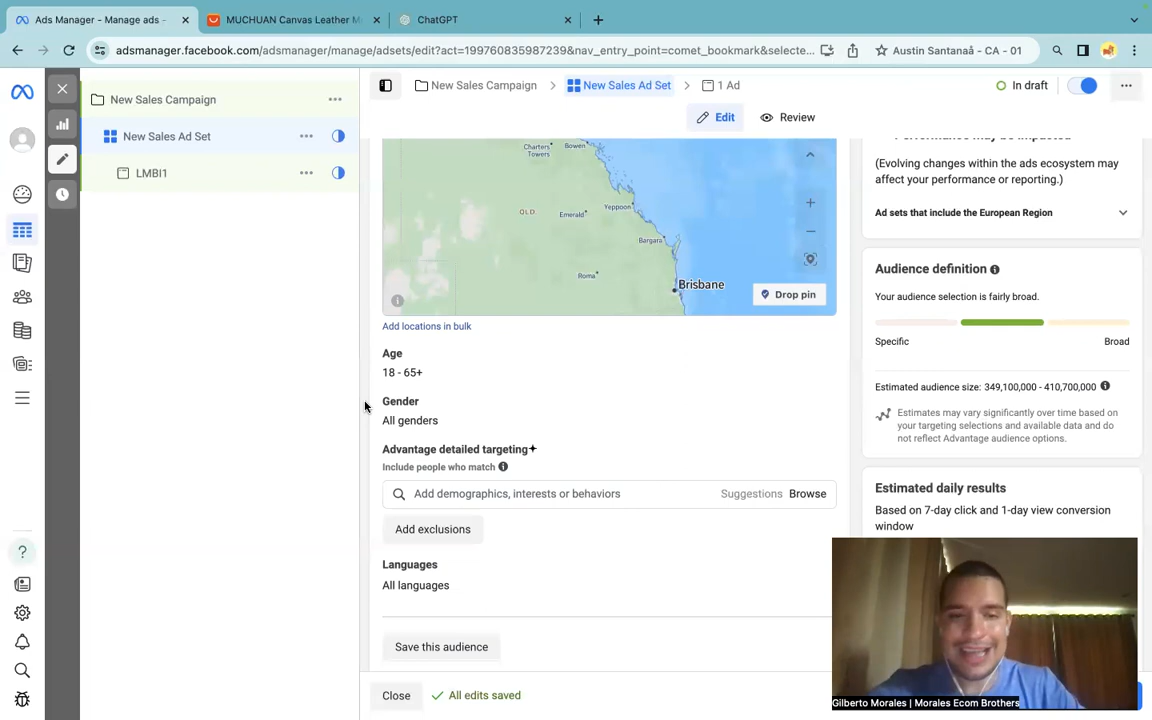 Ads Manager - Manage ads -
MUCHUAN Canvas Leather M
ChatGPT
adsmanager.facebook.com/adsmanager/manage/adsets/edit?act=199760835987239&nav_entry_point=comet_bookmark&selecte...
Austin Santanaå - CA - 01
New Sales Campaign
New Sales Ad Set
LMBI1
New Sales Campaign
New Sales Ad Set
1 Ad
In draft
Edit
Review
Charters
Towers
Bowen
QLD
Emerald
Yeppoon
Bargara
Roma
Brisbane
Drop pin
Add locations in bulk
Age
18 - 65+
Gender
All genders
Advantage detailed targeting
Include people who match
Add demographics, interests or behaviors
Suggestions
Browse
Add exclusions
Languages
All languages
Save this audience
Close
All edits saved
Performance may be impacted
(Evolving changes within the ads ecosystem may
affect your performance or reporting.)
Ad sets that include the European Region
Audience definition
Your audience selection is fairly broad.
Specific
Broad
Estimated audience size: 349,100,000 - 410,700,000
Estimates may vary significantly over time based on
your targeting selections and available data and do
not reflect Advantage audience options.
Estimated daily results
Based on 7-day click and 1-day view conversion
window
Gilberto Morales | Morales Ecom Brothers